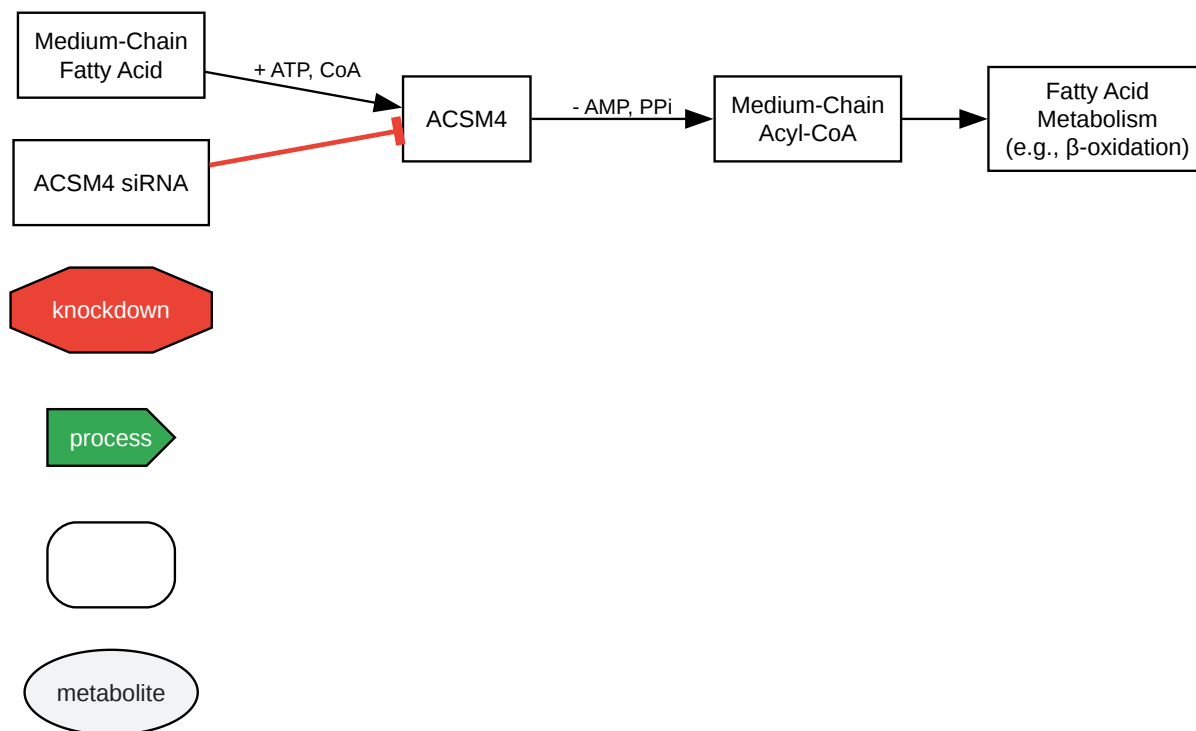 Medium-Chain
Fatty Acid
+ ATP, CoA
ACSM4
- AMP, PPi
Medium-Chain
Acyl-CoA
Fatty Acid
Metabolism
(e.g., β-oxidation)
ACSM4 siRNA
knockdown
process
metabolite